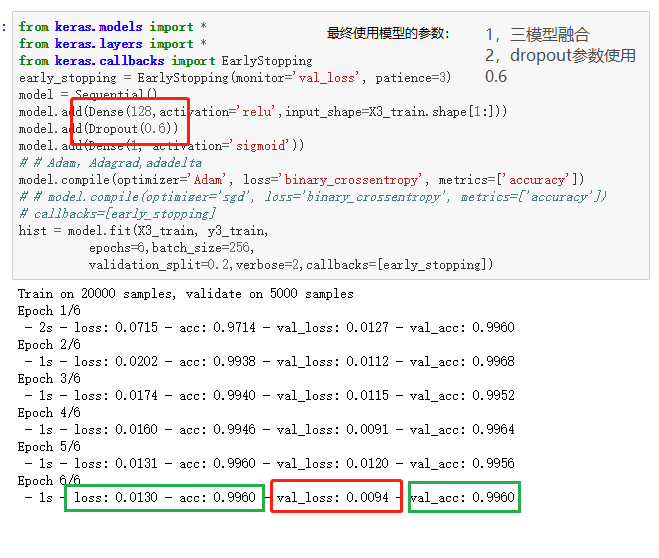 :
from keras.models import *
最终使用模型的参数：
1，三模型融合
from keras.layers import *
2，dropout参数使用
from keras.callbacks import EarlyStopping
0.6
early_stopping = EarlyStopping(monitor='val_loss', patience=3)
model = Sequential()
model.add(Dense(128,activation='relu',input_shape=X3_train.shape[1:]))
model.add(Dropout(0.6))
model.add(Dense(1, activation='sigmoid'))
# # Adam, Adagrad,adadelta
model.compile(optimizer='Adam', loss='binary_crossentropy', metrics=['accuracy'])
# # model.compile(optimizer='sgd', loss='binary_crossentropy', metrics=['accuracy'])
# callbacks=[early_stopping]
hist = model.fit(X3_train, y3_train,
epochs=6,batch_size=256,
validation_split=0.2,verbose=2,callbacks=[early_stopping])
Train on 20000 samples, validate on 5000 samples
Epoch 1/6
- 2s - loss: 0.0715 - acc: 0.9714 - val_loss: 0.0127 - val_acc: 0.9960
Epoch 2/6
- 1s - loss: 0.0202 - acc: 0.9938 - val_loss: 0.0112 - val_acc: 0.9968
Epoch 3/6
- 1s - loss: 0.0174 - acc: 0.9940 - val_loss: 0.0115 - val_acc: 0.9952
Epoch 4/6
- 1s - loss: 0.0160 - acc: 0.9946 - val_loss: 0.0091 - val_acc: 0.9964
Epoch 5/6
- 1s - loss: 0.0131 - acc: 0.9960 - val_loss: 0.0120 - val_acc: 0.9956
Epoch 6/6
- 1s - loss: 0.0130 - acc: 0.9960 - val_loss: 0.0094 - val_acc: 0.9960